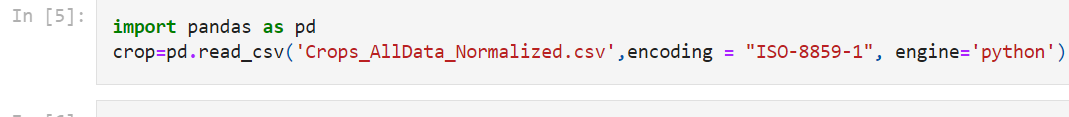 In [5]:
import pandas as pd
crop=pd.read_csv('Crops_AllData_Normalized.csv',encoding = "ISO-8859-1", engine='python')